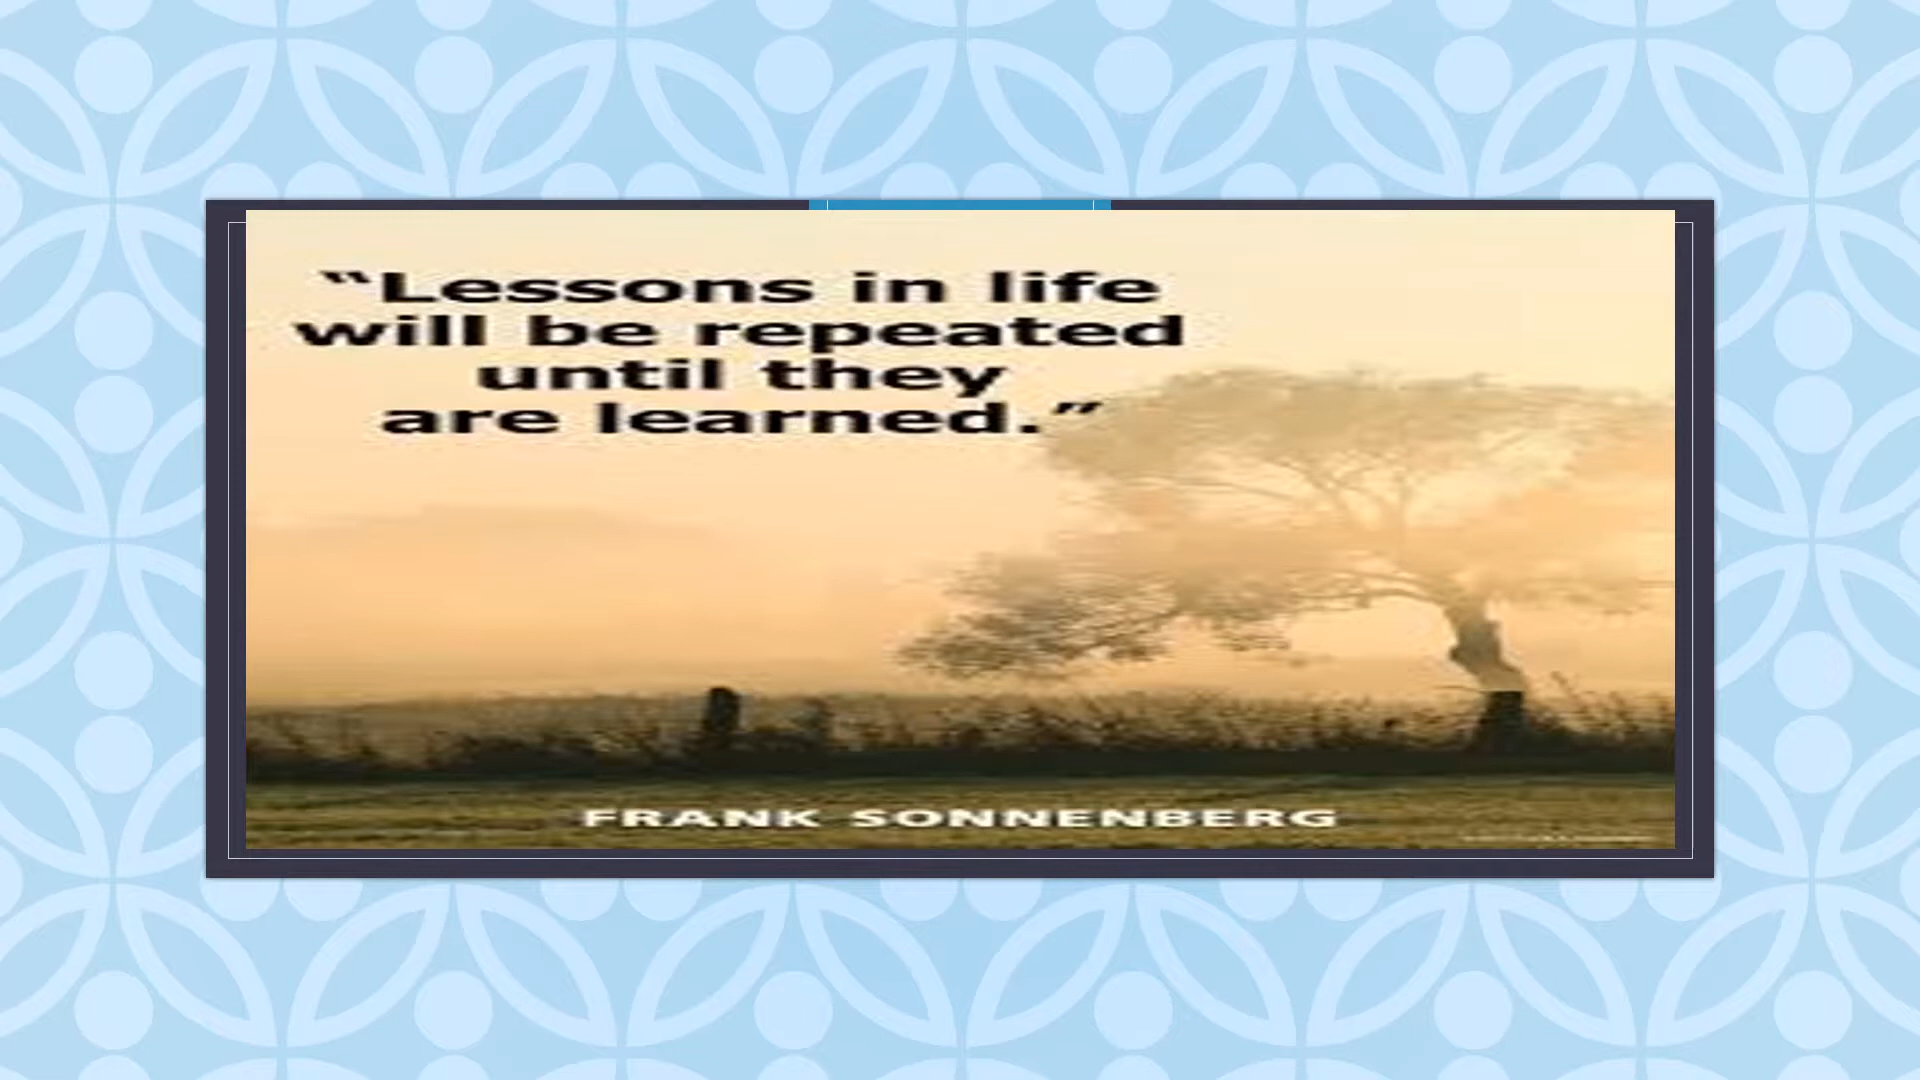 “Lessons in life
will be repeated
until they
are learned.”
FRANK SONNENBERG